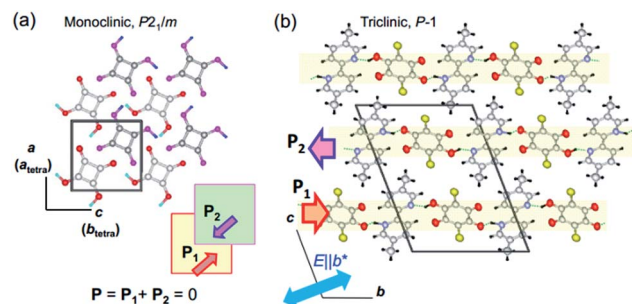 (a) Monoclinic, P2₁/m
a
(a_tetra)
c
(b_tetra)
P₂
P₁
P = P₁+ P₂ = 0
(b) Triclinic, P-1
P₂
P₁
c
E||b*
b